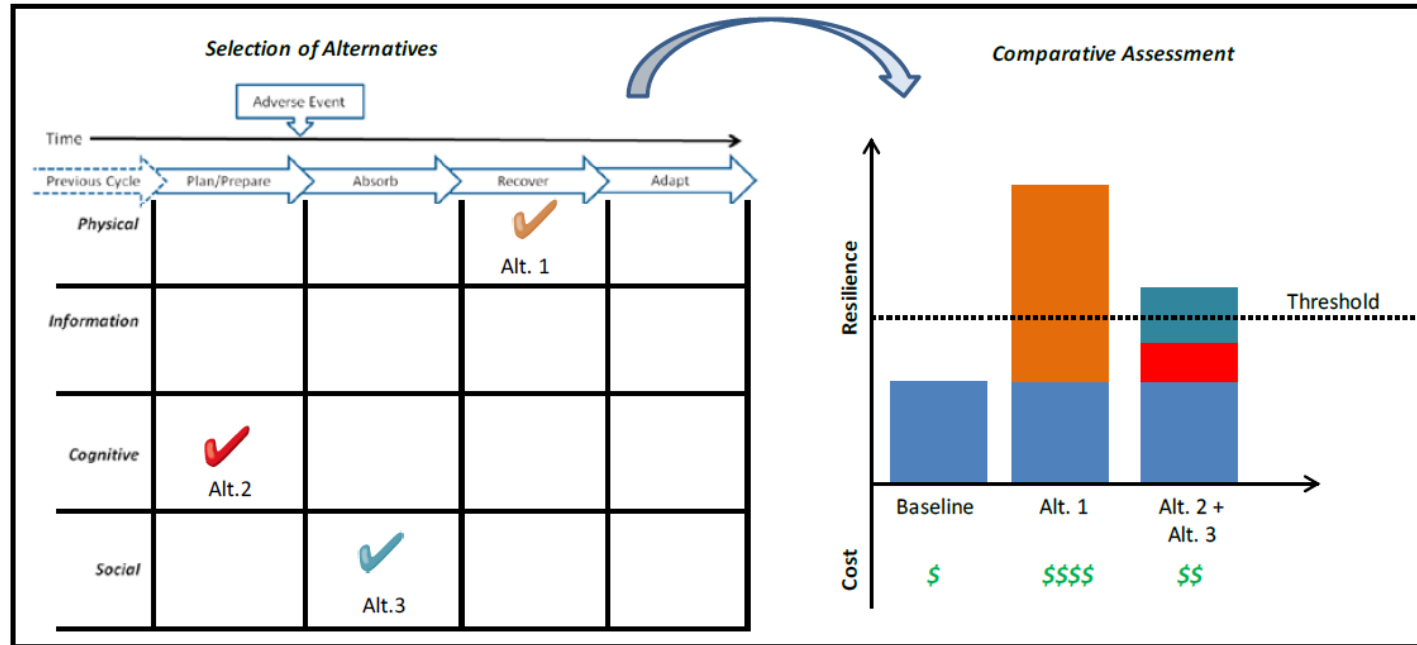 Selection of Alternatives
Adverse Event
Time
Previous Cycle
Plan/Prepare
Absorb
Recover
Adapt
Physical
Alt. 1
Information
Cognitive
Alt.2
Social
Alt.3
Comparative Assessment
Resilience
Threshold
Baseline
Alt. 1
Alt. 2 +
Alt. 3
Cost
$
$$$$
$$